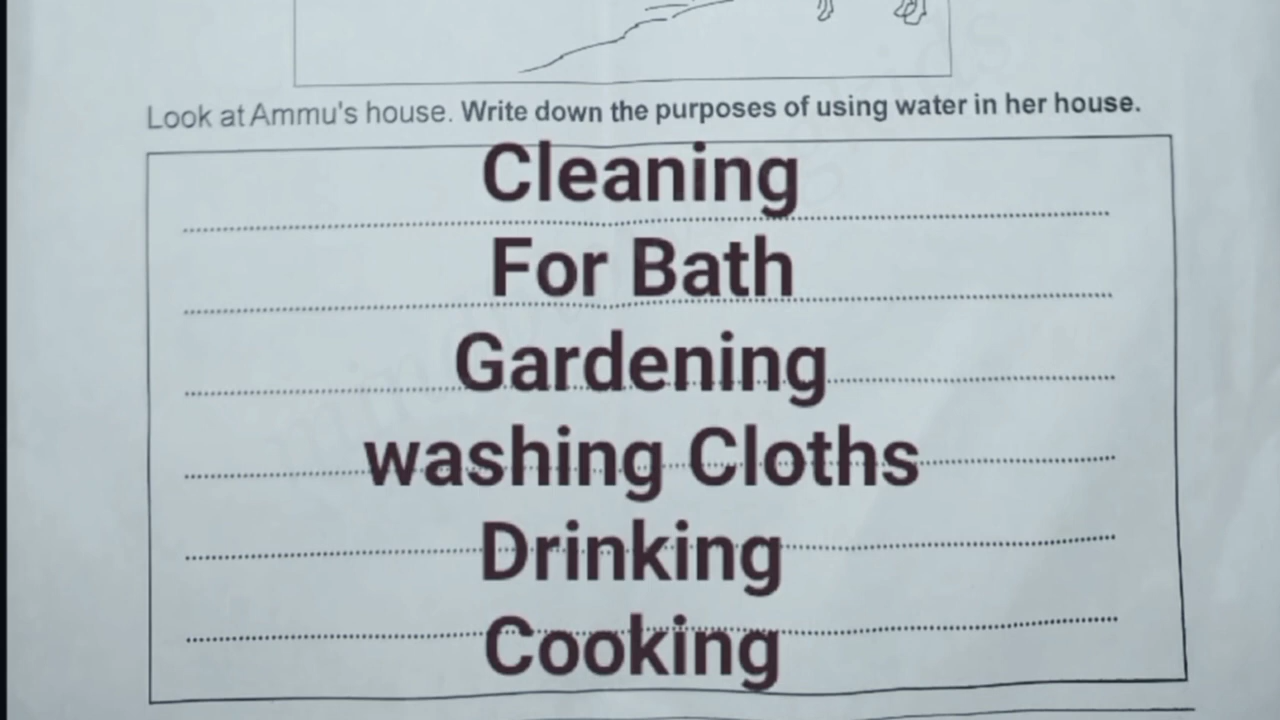 Look at Ammu's house. Write down the purposes of using water in her house.
Cleaning
For Bath
Gardening
washing Cloths
Drinking
Cooking